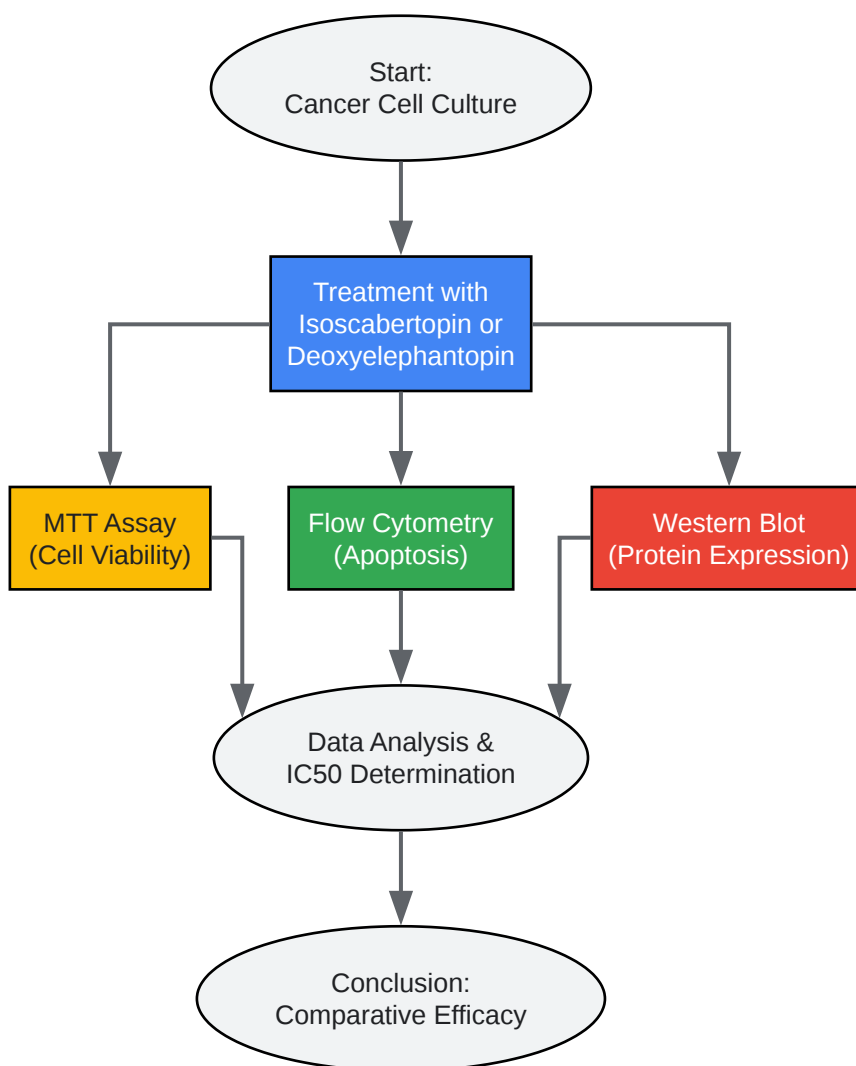 Start:
Cancer Cell Culture
Treatment with
Isoscabertopin or
Deoxyelephantopin
MTT Assay
(Cell Viability)
Flow Cytometry
(Apoptosis)
Western Blot
(Protein Expression)
Data Analysis &
IC50 Determination
Conclusion:
Comparative Efficacy